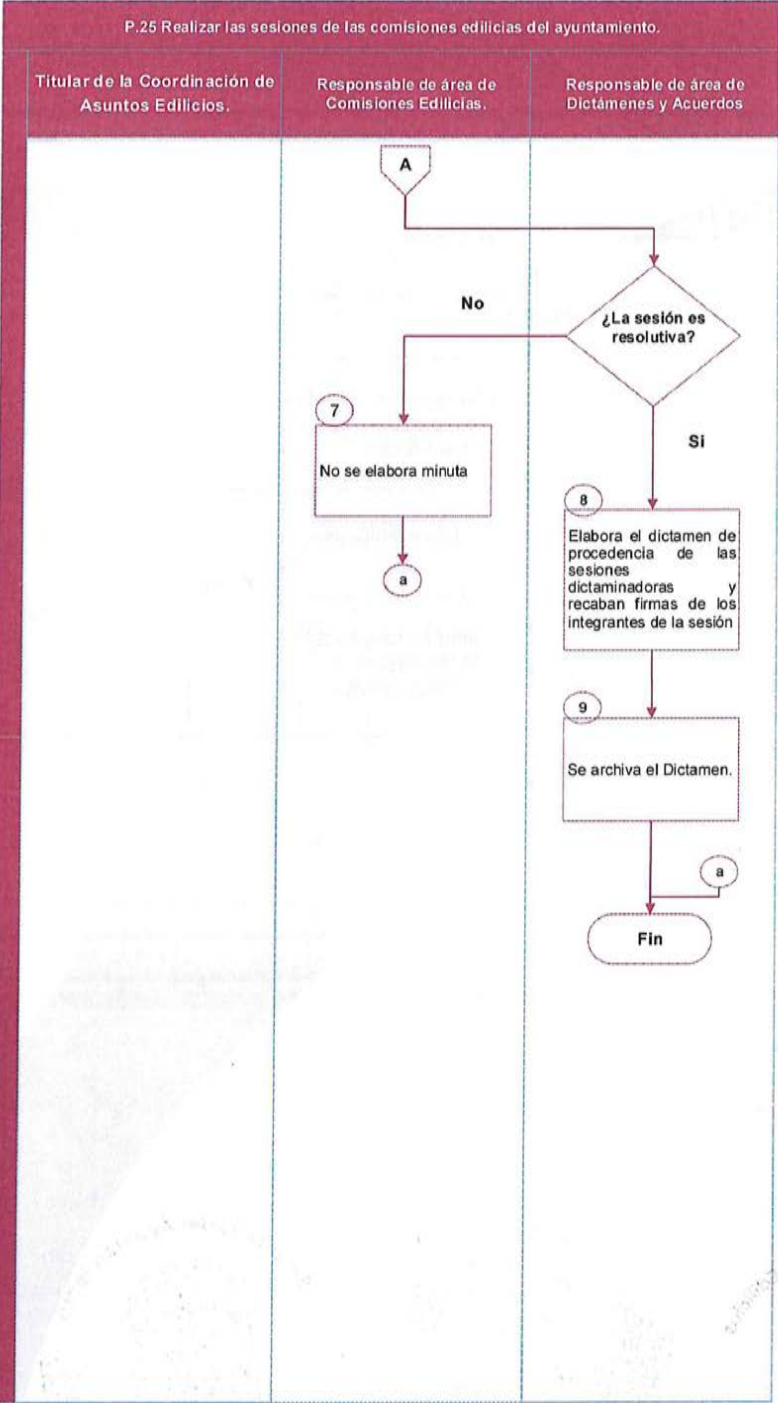 P.25 Realizar las sesiones de las comisiones edilicias del ayuntamiento.
Titular de la Coordinación de
Asuntos Edilicios.
Responsable de área de
Comisiones Edilicias.
Responsable de área de
Dictámenes y Acuerdos
A
¿La sesión es
resolutiva?
No
Si
7
No se elabora minuta
a
8
Elabora el dictamen de
procedencia de las
sesiones
dictaminadoras y
recaban firmas de los
integrantes de la sesión
9
Se archiva el Dictamen.
a
Fin